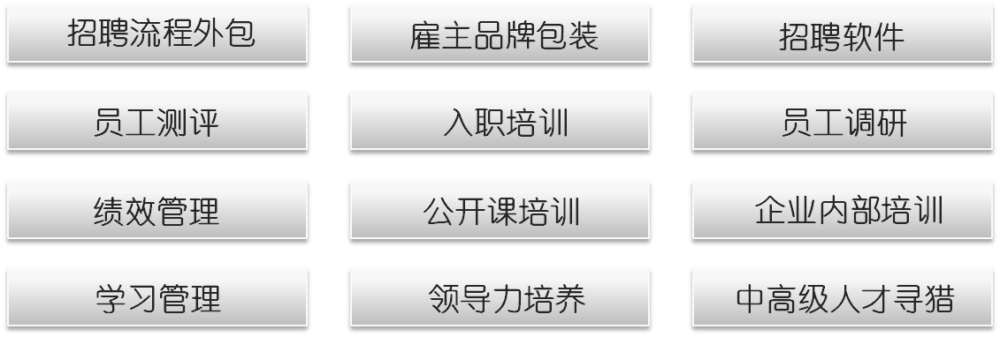 招聘流程外包
雇主品牌包装
招聘软件
员工测评
入职培训
员工调研
绩效管理
公开课培训
企业内部培训
学习管理
领导力培养
中高级人才寻猎